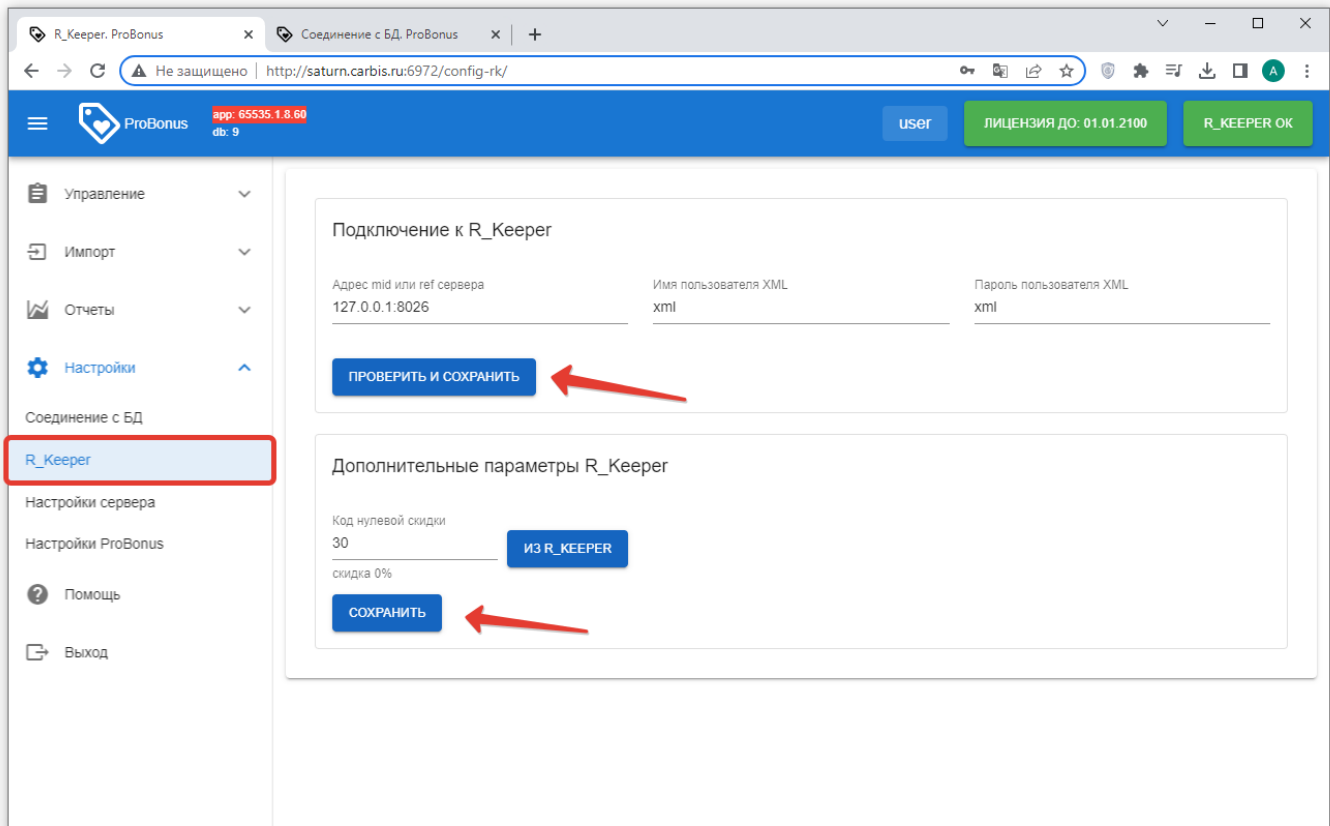 R_Keeper. ProBonus
Соединение с БД. ProBonus
Не защищено
http://saturn.carbis.ru:6972/config-rk/
A
ProBonus
app: 65535.1.8.60
db: 9
user
ЛИЦЕНЗИЯ ДО: 01.01.2100
R_KEEPER OK
Управление
Импорт
Отчеты
Настройки
Соединение с БД
R_Keeper
Настройки сервера
Настройки ProBonus
Помощь
Выход
Подключение к R_Keeper
Адрес mid или ref сервера
127.0.0.1:8026
Имя пользователя XML
xml
Пароль пользователя XML
xml
ПРОВЕРИТЬ И СОХРАНИТЬ
Дополнительные параметры R_Keeper
Код нулевой скидки
30
ИЗ R_KEEPER
скидка 0%
СОХРАНИТЬ